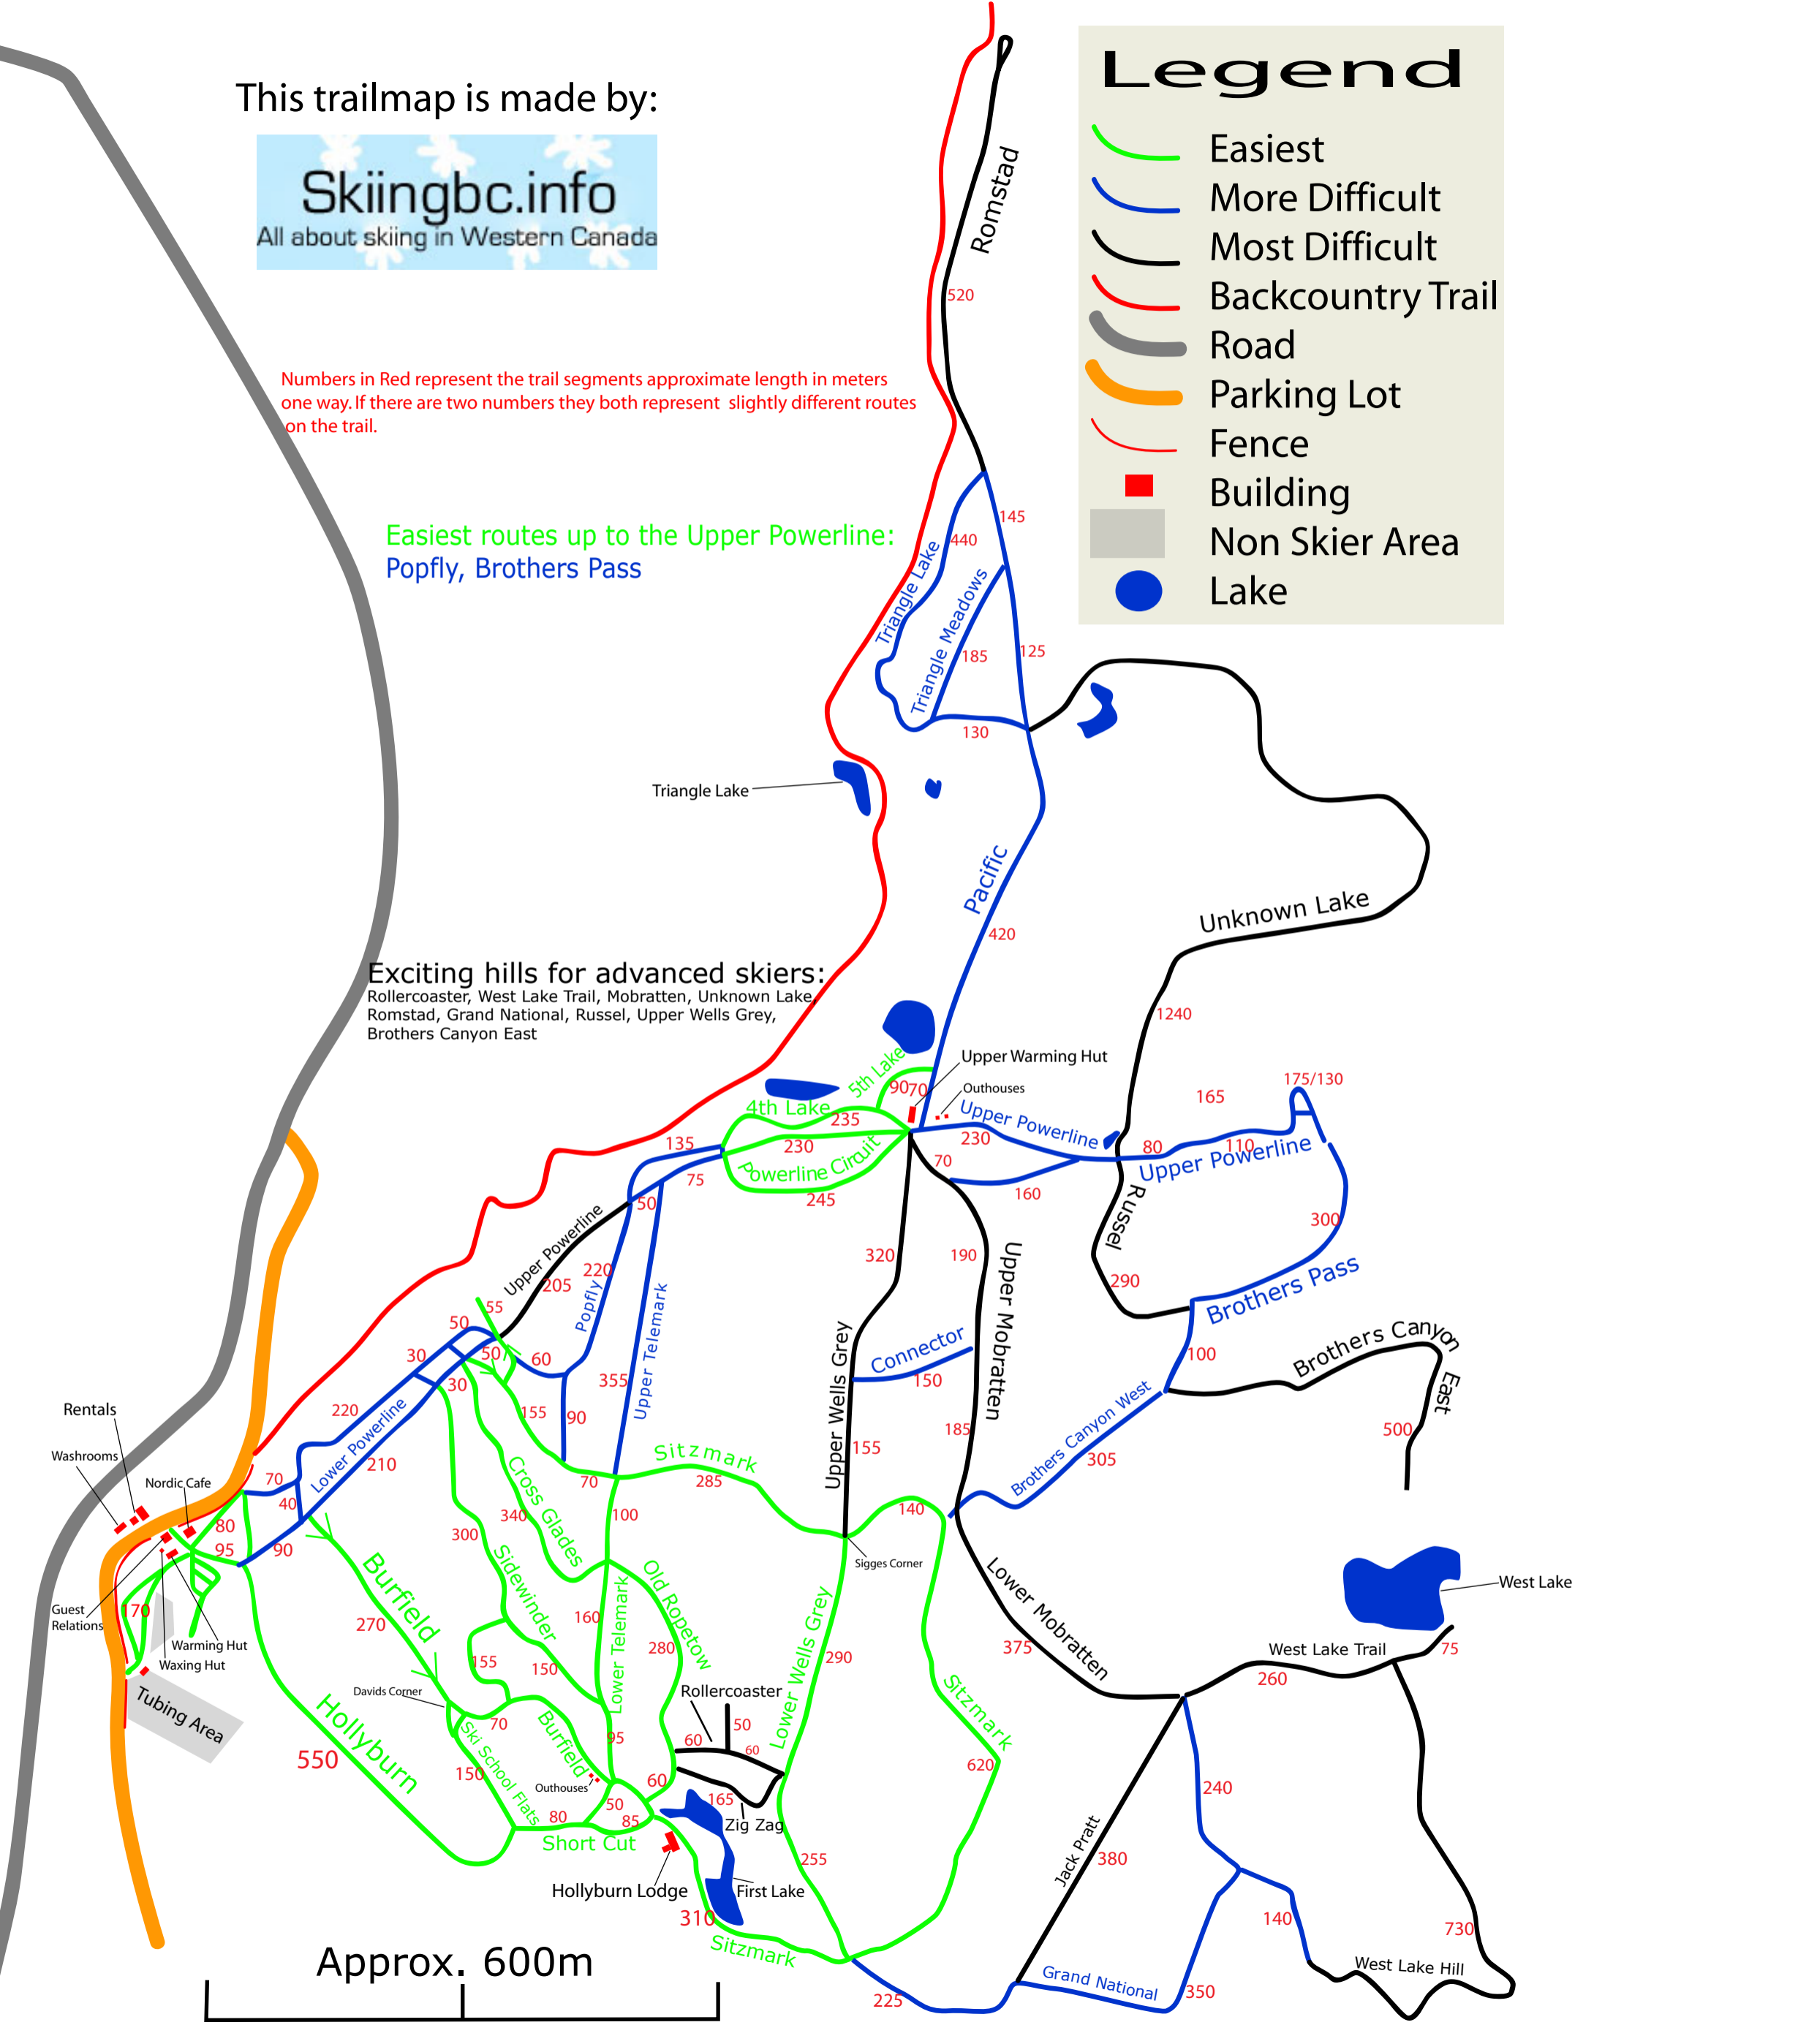 This trailmap is made by:
Skiingbc.info
All about skiing in Western Canada
Legend
Easiest
More Difficult
Most Difficult
Backcountry Trail
Road
Parking Lot
Fence
Building
Non Skier Area
Lake
Numbers in Red represent the trail segments approximate length in meters
one way. If there are two numbers they both represent slightly different routes
on the trail.
Easiest routes up to the Upper Powerline:
Popfly, Brothers Pass
Romstad
520
145
440
Triangle Lake
Triangle Meadows
185
125
130
Triangle Lake
Pacific
420
Unknown Lake
1240
Exciting hills for advanced skiers:
Rollercoaster, West Lake Trail, Mobratten, Unknown Lake,
Romstad, Grand National, Russel, Upper Wells Grey,
Brothers Canyon East
Upper Warming Hut
Outhouses
5th Lake
90
70
4th Lake
235
230
Powerline Circuit
245
Upper Powerline
230
70
160
80
165
110
175/130
Upper Powerline
Russel
290
300
Brothers Pass
100
Brothers Canyon
East
500
Brothers Canyon West
305
135
75
50
Upper Powerline
205
220
Popfly
Upper Telemark
355
55
50
50
60
30
30
155
90
220
Lower Powerline
210
70
40
80
95
90
Rentals
Washrooms
Nordic Cafe
Guest
Relations
170
Warming Hut
Waxing Hut
Tubing Area
320
190
Upper Mobratten
Upper Wells Grey
Connector
150
155
185
Sitzmark
285
70
100
140
Sigges Corner
Cross Glades
340
300
Sidewinder
Old Ropetow
280
160
Lower Telemark
Burfield
270
155
150
Davids Corner
70
Burfield
95
Ski School Flats
150
Outhouses
50
60
80
85
Short Cut
Hollyburn
550
Rollercoaster
60
50
60
165
Zig Zag
Hollyburn Lodge
First Lake
310
Sitzmark
Lower Wells Grey
290
255
Sitzmark
620
Lower Mobratten
375
West Lake
West Lake Trail
260
75
240
Jack Pratt
380
140
730
West Lake Hill
Grand National
350
225
Approx. 600m